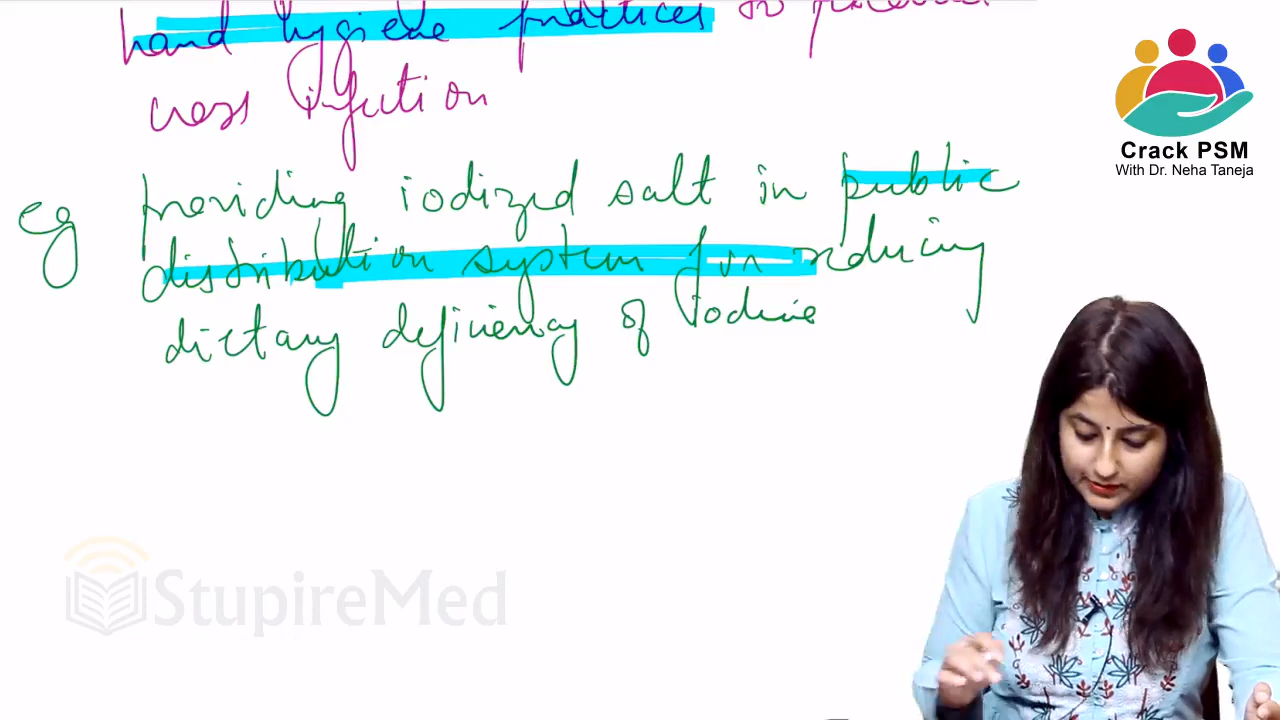 hand hygiene practices to prevent
cross infection
eg providing iodized salt in public
distribution system for reducing
dietary deficiency of iodine
Crack PSM
With Dr. Neha Taneja
StupireMed